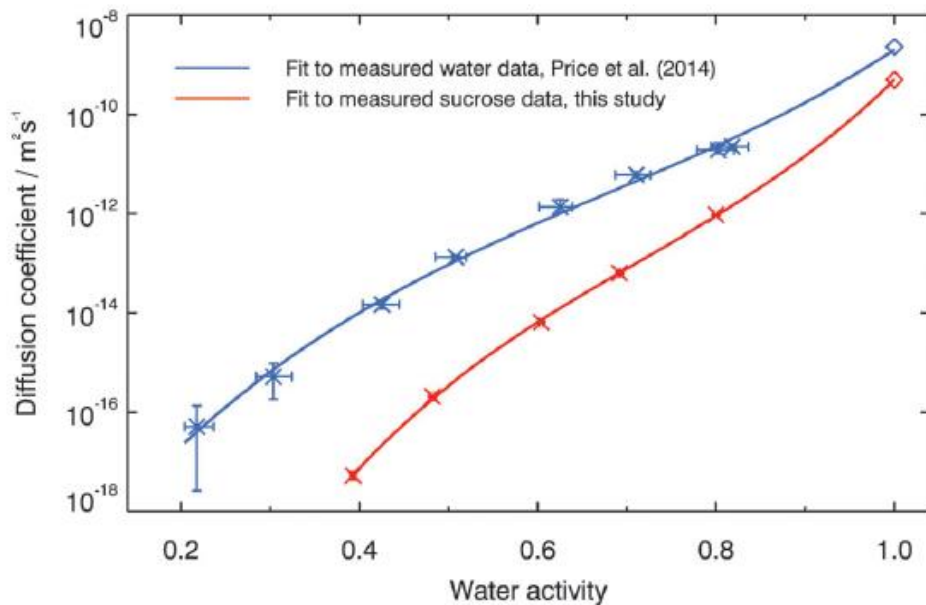 10⁻⁸
Fit to measured water data, Price et al. (2014)
Fit to measured sucrose data, this study
10⁻¹⁰
10⁻¹²
10⁻¹⁴
10⁻¹⁶
10⁻¹⁸
Diffusion coefficient / m² s⁻¹
0.2 0.4 0.6 0.8 1.0
Water activity